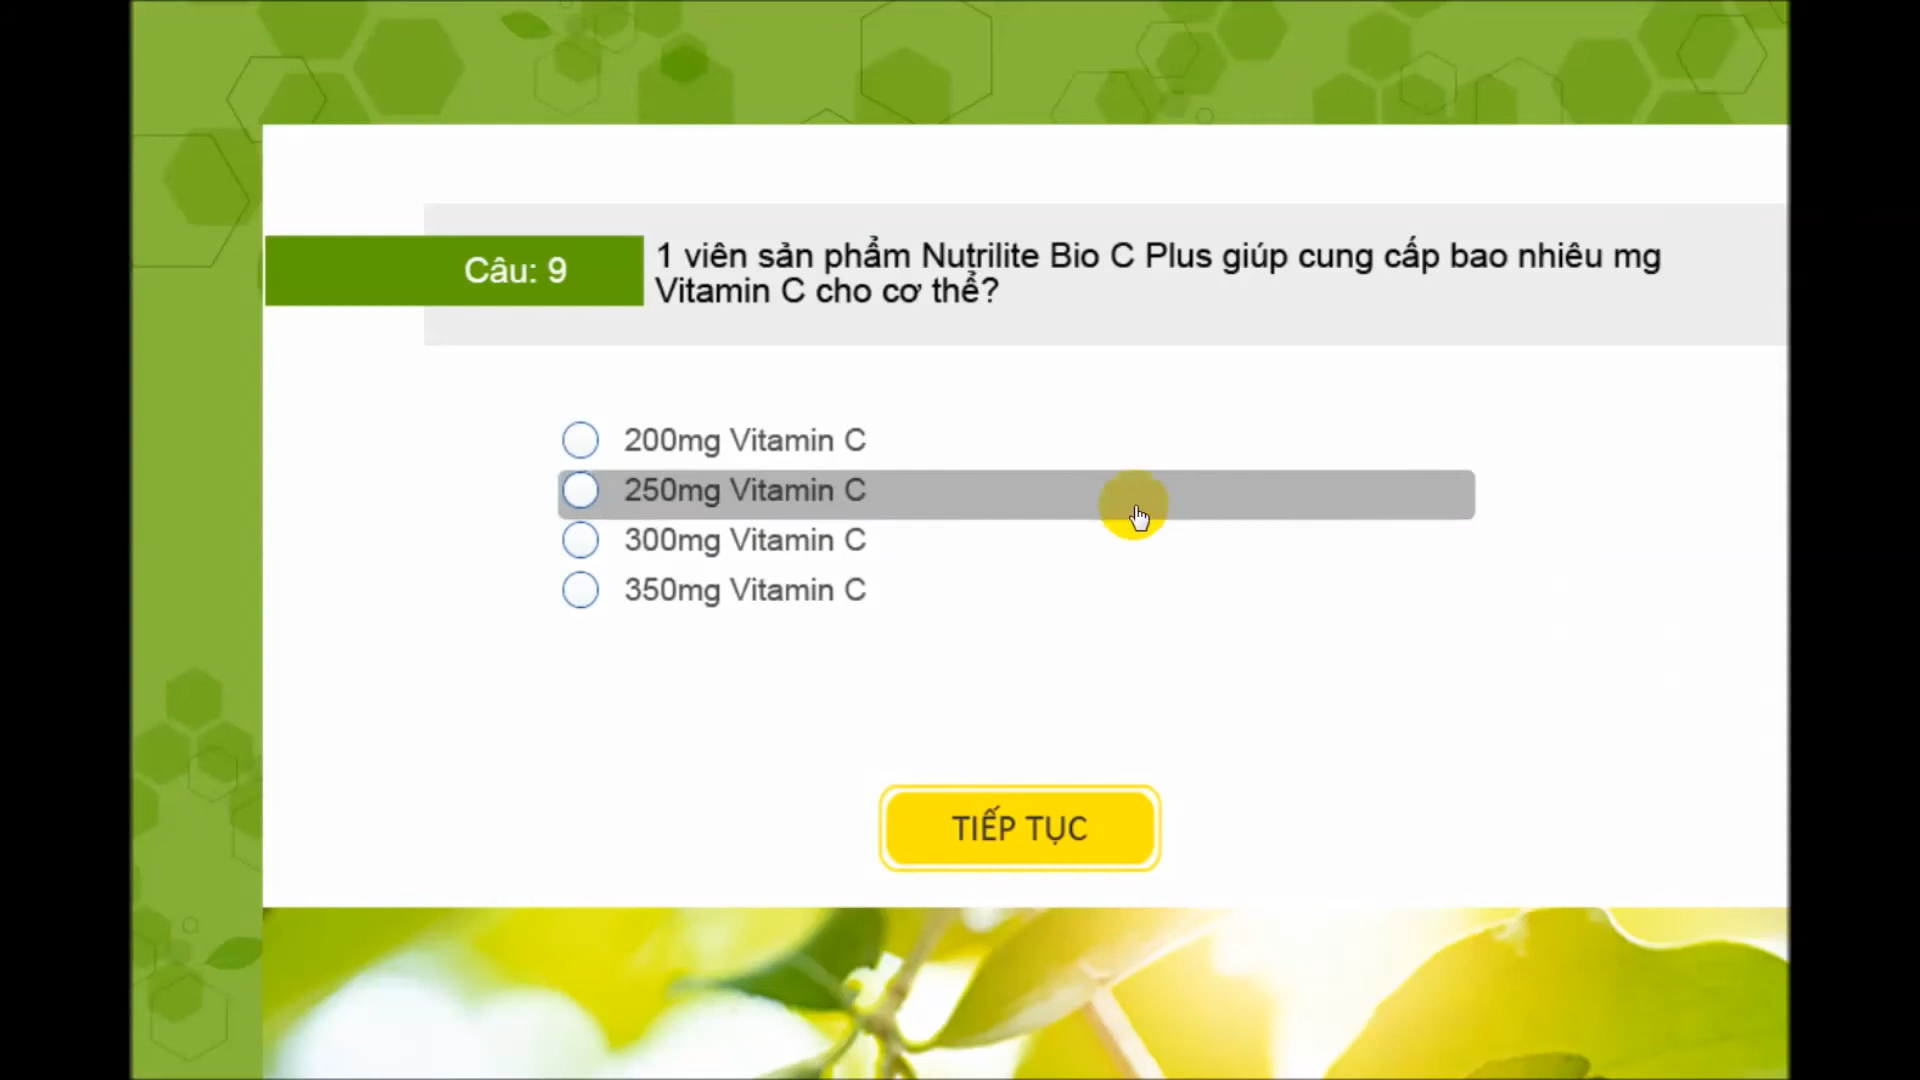 Câu: 9
1 viên sản phẩm Nutrilite Bio C Plus giúp cung cấp bao nhiêu mg
Vitamin C cho cơ thể?
200mg Vitamin C
250mg Vitamin C
300mg Vitamin C
350mg Vitamin C
TIẾP TỤC